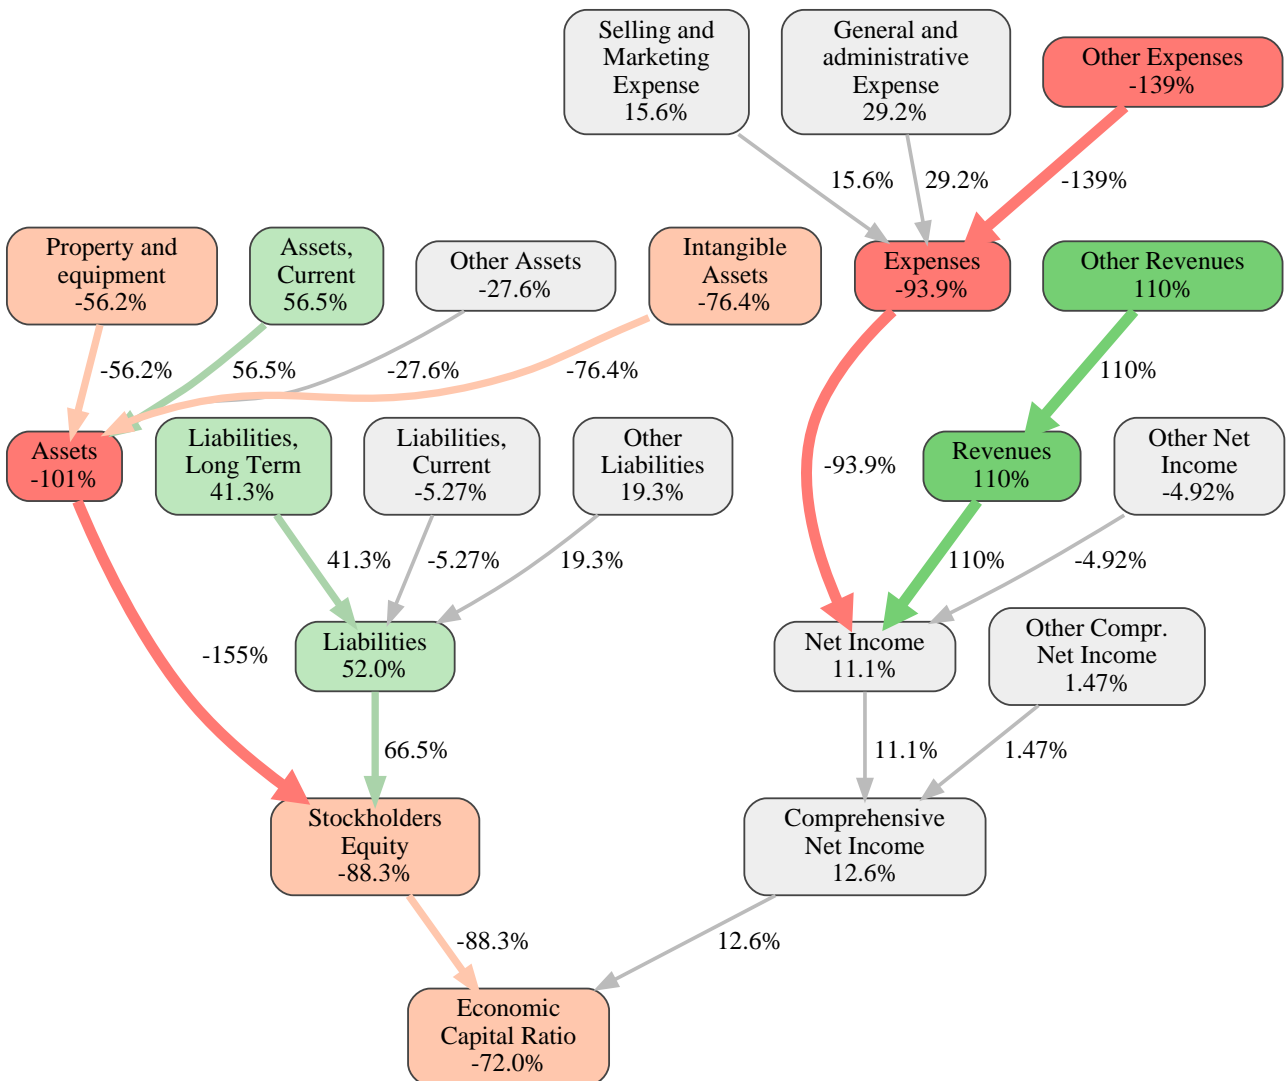 Selling and
Marketing
Expense
15.6%
General and
administrative
Expense
29.2%
Other Expenses
-139%
15.6%
29.2%
-139%
Property and
equipment
-56.2%
Assets,
Current
56.5%
Other Assets
-27.6%
Intangible
Assets
-76.4%
Expenses
-93.9%
Other Revenues
110%
-56.2%
56.5%
-27.6%
-76.4%
110%
Assets
-101%
Liabilities,
Long Term
41.3%
Liabilities,
Current
-5.27%
Other
Liabilities
19.3%
-93.9%
Revenues
110%
Other Net
Income
-4.92%
41.3%
-5.27%
19.3%
110%
-4.92%
-155%
Liabilities
52.0%
Net Income
11.1%
Other Compr.
Net Income
1.47%
66.5%
11.1%
1.47%
Stockholders
Equity
-88.3%
Comprehensive
Net Income
12.6%
-88.3%
12.6%
Economic
Capital Ratio
-72.0%